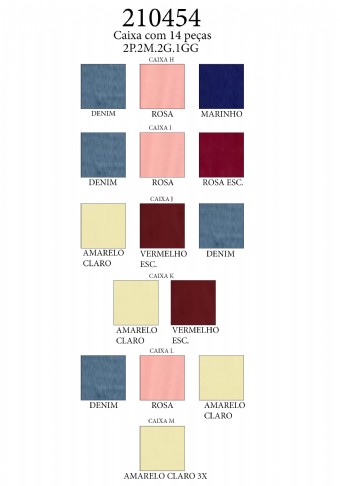 210454
Caixa com 14 peças
2P.2M.2G.1GG
CAIXA H
DENIM ROSA MARINHO
CAIXA I
DENIM ROSA ROSA ESC.
CAIXA J
AMARELO CLARO VERMELHO ESC. DENIM
CAIXA K
AMARELO CLARO VERMELHO ESC.
CAIXA L
DENIM ROSA AMARELO CLARO
CAIXA M
AMARELO CLARO 3X